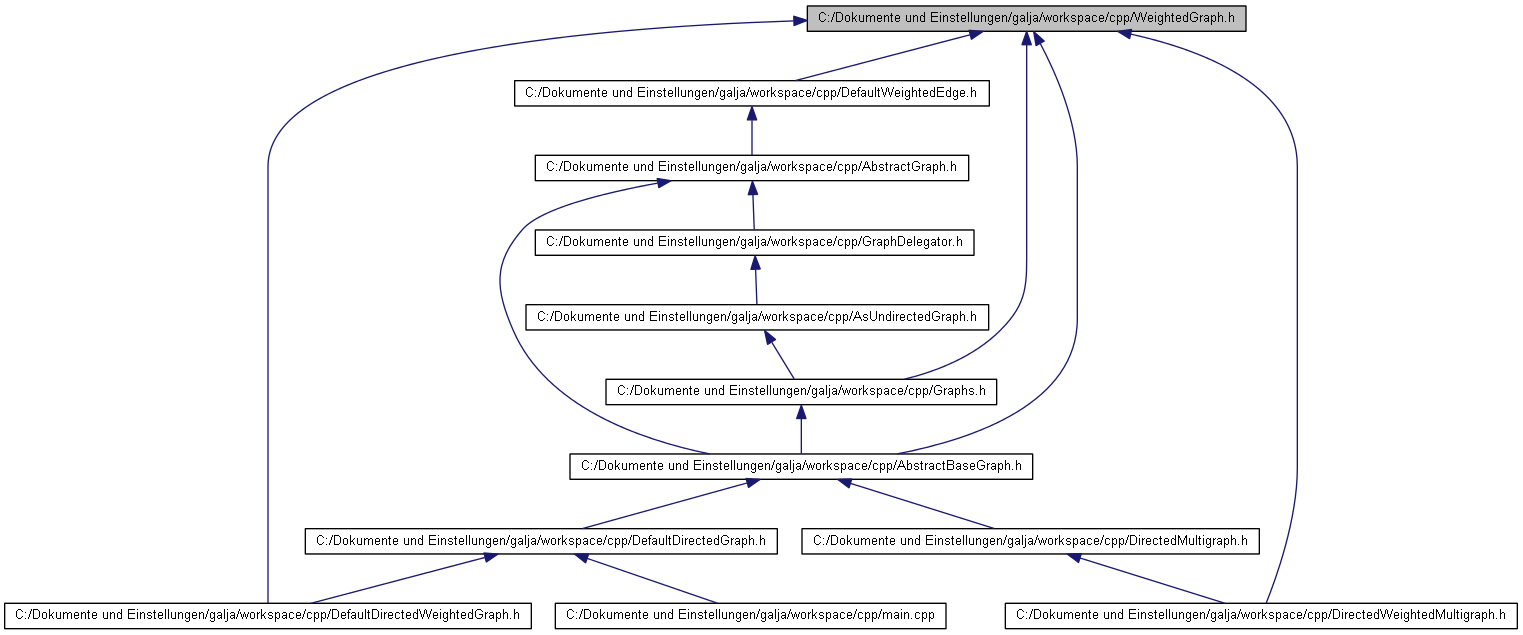 C:/Dokumente und Einstellungen/galja/workspace/cpp/WeightedGraph.h
C:/Dokumente und Einstellungen/galja/workspace/cpp/DefaultWeightedEdge.h
C:/Dokumente und Einstellungen/galja/workspace/cpp/AbstractGraph.h
C:/Dokumente und Einstellungen/galja/workspace/cpp/GraphDelegator.h
C:/Dokumente und Einstellungen/galja/workspace/cpp/AsUndirectedGraph.h
C:/Dokumente und Einstellungen/galja/workspace/cpp/Graphs.h
C:/Dokumente und Einstellungen/galja/workspace/cpp/AbstractBaseGraph.h
C:/Dokumente und Einstellungen/galja/workspace/cpp/DefaultDirectedGraph.h
C:/Dokumente und Einstellungen/galja/workspace/cpp/DirectedMultigraph.h
C:/Dokumente und Einstellungen/galja/workspace/cpp/DefaultDirectedWeightedGraph.h
C:/Dokumente und Einstellungen/galja/workspace/cpp/main.cpp
C:/Dokumente und Einstellungen/galja/workspace/cpp/DirectedWeightedMultigraph.h